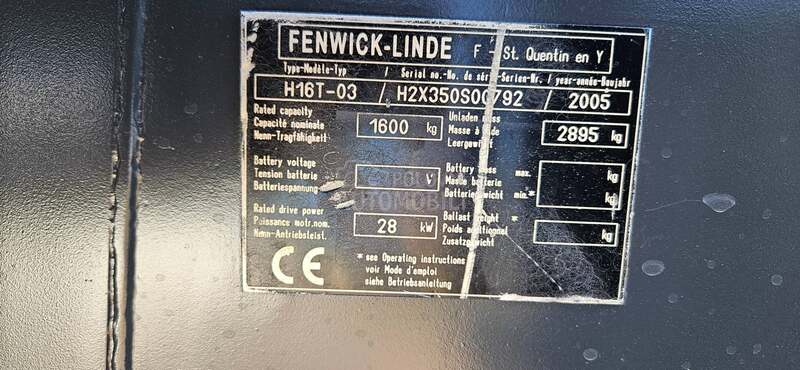 FENWICK-LINDE F - St. Quentin en Y
Type-Modèle-Typ / Serial no.-No. de série-Serien-Nr. / year-année-Baujahr
H16T-03 / H2X350S00792 / 2005
Rated capacity
Capacité nominale
Nenn-Tragfähigkeit
1600 kg
Unladen mass
Masse à vide
Leergewicht
2895 kg
Battery voltage
Tension batterie
Batteriespannung
V
Battery mass max.
Masse batterie
Batteriegewicht min.*
kg
kg
Rated drive power
Puissance motr.nom.
Nenn-Antriebsleist.
28 kW
Ballast weight *
Poids additionnal
Zusatzgewicht
kg
CE
* see Operating instructions
voir Mode d'emploi
siehe Betriebsanleitung